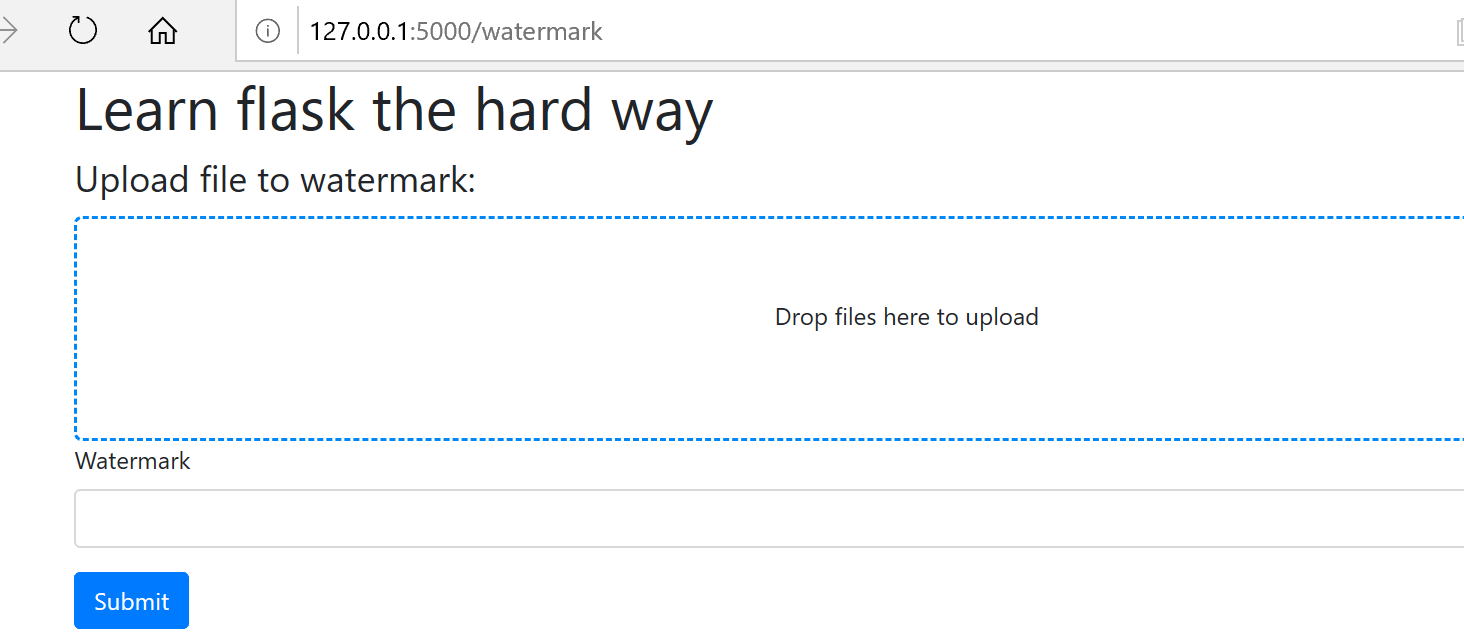 127.0.0.1:5000/watermark
Learn flask the hard way
Upload file to watermark:
Drop files here to upload
Watermark
Submit